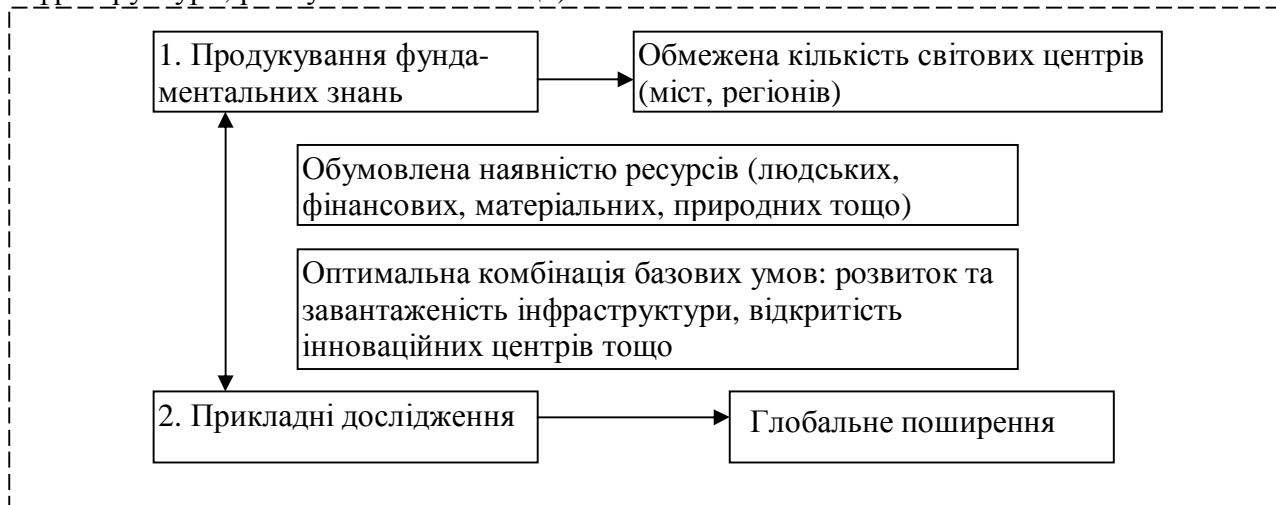 1. Продукування фунда-
ментальних знань
Обмежена кількість світових центрів
(міст, регіонів)
Обумовлена наявністю ресурсів (людських,
фінансових, матеріальних, природних тощо)
Оптимальна комбінація базових умов: розвиток та
завантаженість інфраструктури, відкритість
інноваційних центрів тощо
2. Прикладні дослідження
Глобальне поширення